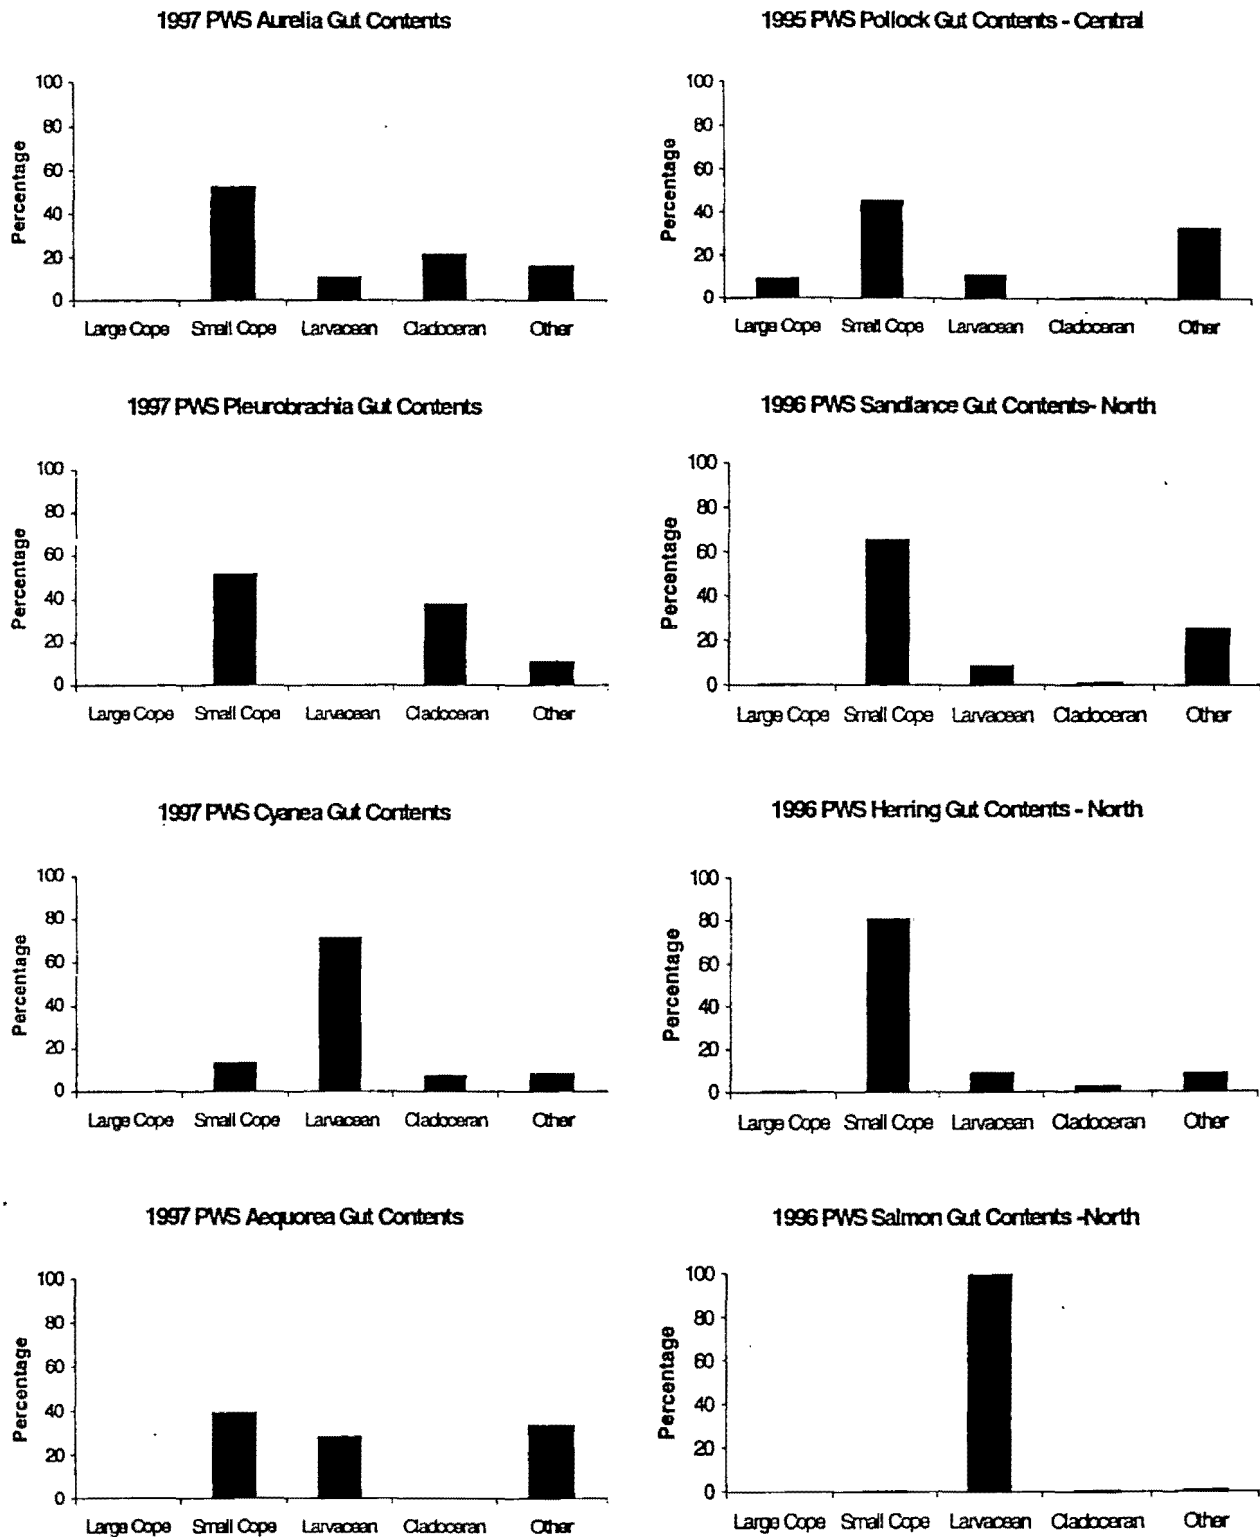 1997 PWS Aurelia Gut Contents
Percentage
100
80
60
40
20
0
Large Cope Small Cope Larvacean Cladoceran Other
1995 PWS Pollock Gut Contents - Central
Percentage
100
80
60
40
20
0
Large Cope Small Cope Larvacean Cladoceran Other
1997 PWS Pleurobrachia Gut Contents
Percentage
100
80
60
40
20
0
Large Cope Small Cope Larvacean Cladoceran Other
1996 PWS Sandlance Gut Contents- North
Percentage
100
80
60
40
20
0
Large Cope Small Cope Larvacean Cladoceran Other
1997 PWS Cyanea Gut Contents
Percentage
100
80
60
40
20
0
Large Cope Small Cope Larvacean Cladoceran Other
1996 PWS Herring Gut Contents - North
Percentage
100
80
60
40
20
0
Large Cope Small Cope Larvacean Cladoceran Other
1997 PWS Aequorea Gut Contents
Percentage
100
80
60
40
20
0
Large Cope Small Cope Larvacean Cladoceran Other
1996 PWS Salmon Gut Contents -North
Percentage
100
80
60
40
20
0
Large Cope Small Cope Larvacean Cladoceran Other